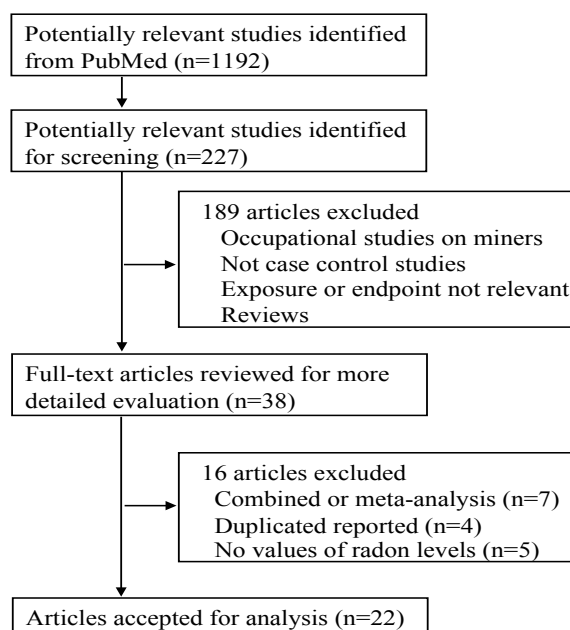 Potentially relevant studies identified
from PubMed (n=1192)
Potentially relevant studies identified
for screening (n=227)
189 articles excluded
Occupational studies on miners
Not case control studies
Exposure or endpoint not relevant
Reviews
Full-text articles reviewed for more
detailed evaluation (n=38)
16 articles excluded
Combined or meta-analysis (n=7)
Duplicated reported (n=4)
No values of radon levels (n=5)
Articles accepted for analysis (n=22)